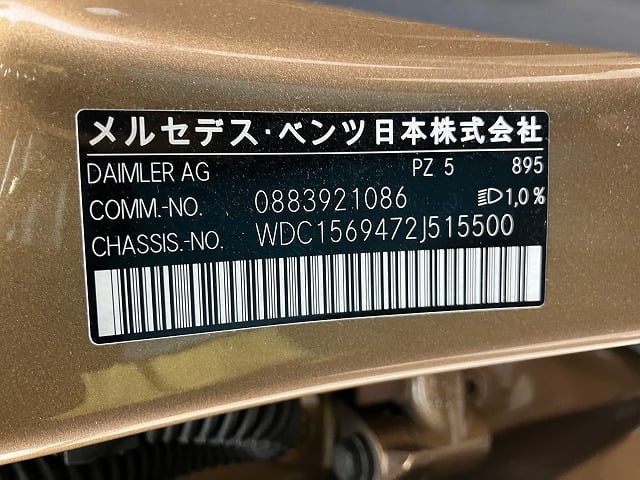 メルセデス・ベンツ日本株式会社
DAIMLER AG PZ 5 895
COMM.-NO. 0883921086 1,0%
CHASSIS.-NO. WDC1569472J515500